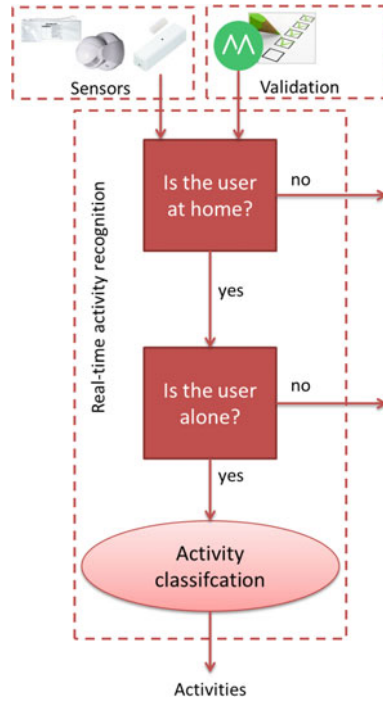 Sensors
Validation
Real-time activity recognition
Is the user
at home?
no
yes
Is the user
alone?
no
yes
Activity
classifcation
Activities